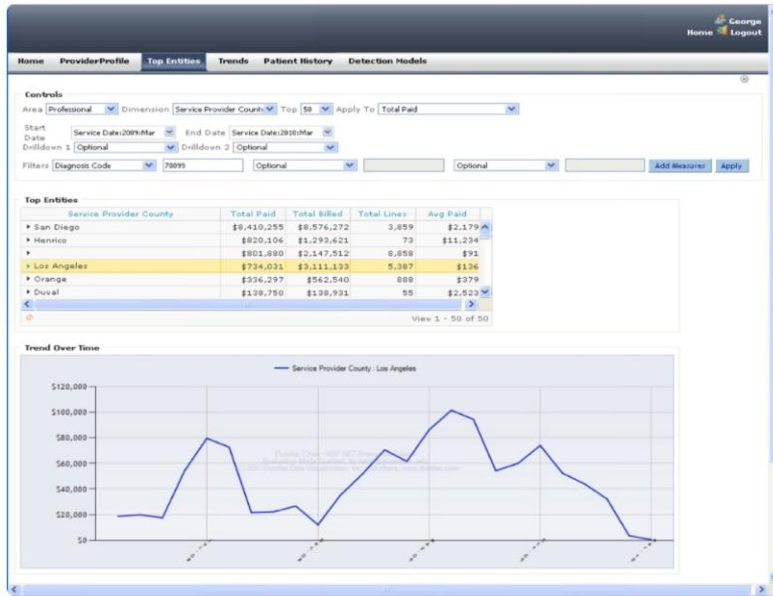 George
Home Logout
Home ProviderProfile Top Entities Trends Patient History Detection Models
Controls
Area Professional Dimension Service Provider Count Top 50 Apply To Total Paid
Start Date Service Date:2009:Mar End Date Service Date:2010:Mar
Drilldown 1 Optional Drilldown 2 Optional
Filters Diagnosis Code 78099 Optional Optional Add Measures Apply
Top Entities
Service Provider County Total Paid Total Billed Total Lines Avg Paid
San Diego $8,410,255 $8,576,272 3,859 $2,179
Henrico $820,106 $1,293,621 73 $11,234
$801,880 $2,147,512 8,858 $91
Los Angeles $734,031 $3,111,133 5,387 $136
Orange $336,297 $562,540 888 $379
Duval $138,750 $138,931 55 $2,523
View 1 - 50 of 50
Trend Over Time
Service Provider County : Los Angeles
$120,000
$100,000
$80,000
$60,000
$40,000
$20,000
$0